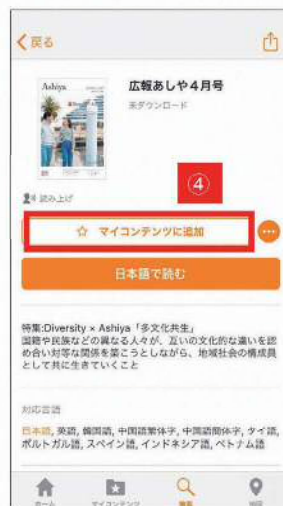 戻る
Ashiya
広報あしや4月号
未ダウンロード
読み上げ
④
☆ マイコンテンツに追加
日本語で読む
特集:Diversity × Ashiya「多文化共生」
国籍や民族などの異なる人々が、互いの文化的な違いを認
め合い対等な関係を築こうとしながら、地域社会の構成員
として共に生きていくこと
対応言語
日本語, 英語, 韓国語, 中国語繁体字, 中国語簡体字, タイ語,
ポルトガル語, スペイン語, インドネシア語, ベトナム語
ホーム
マイコンテンツ